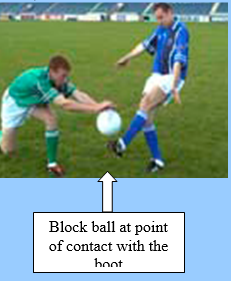 Block ball at point
of contact with the
boot